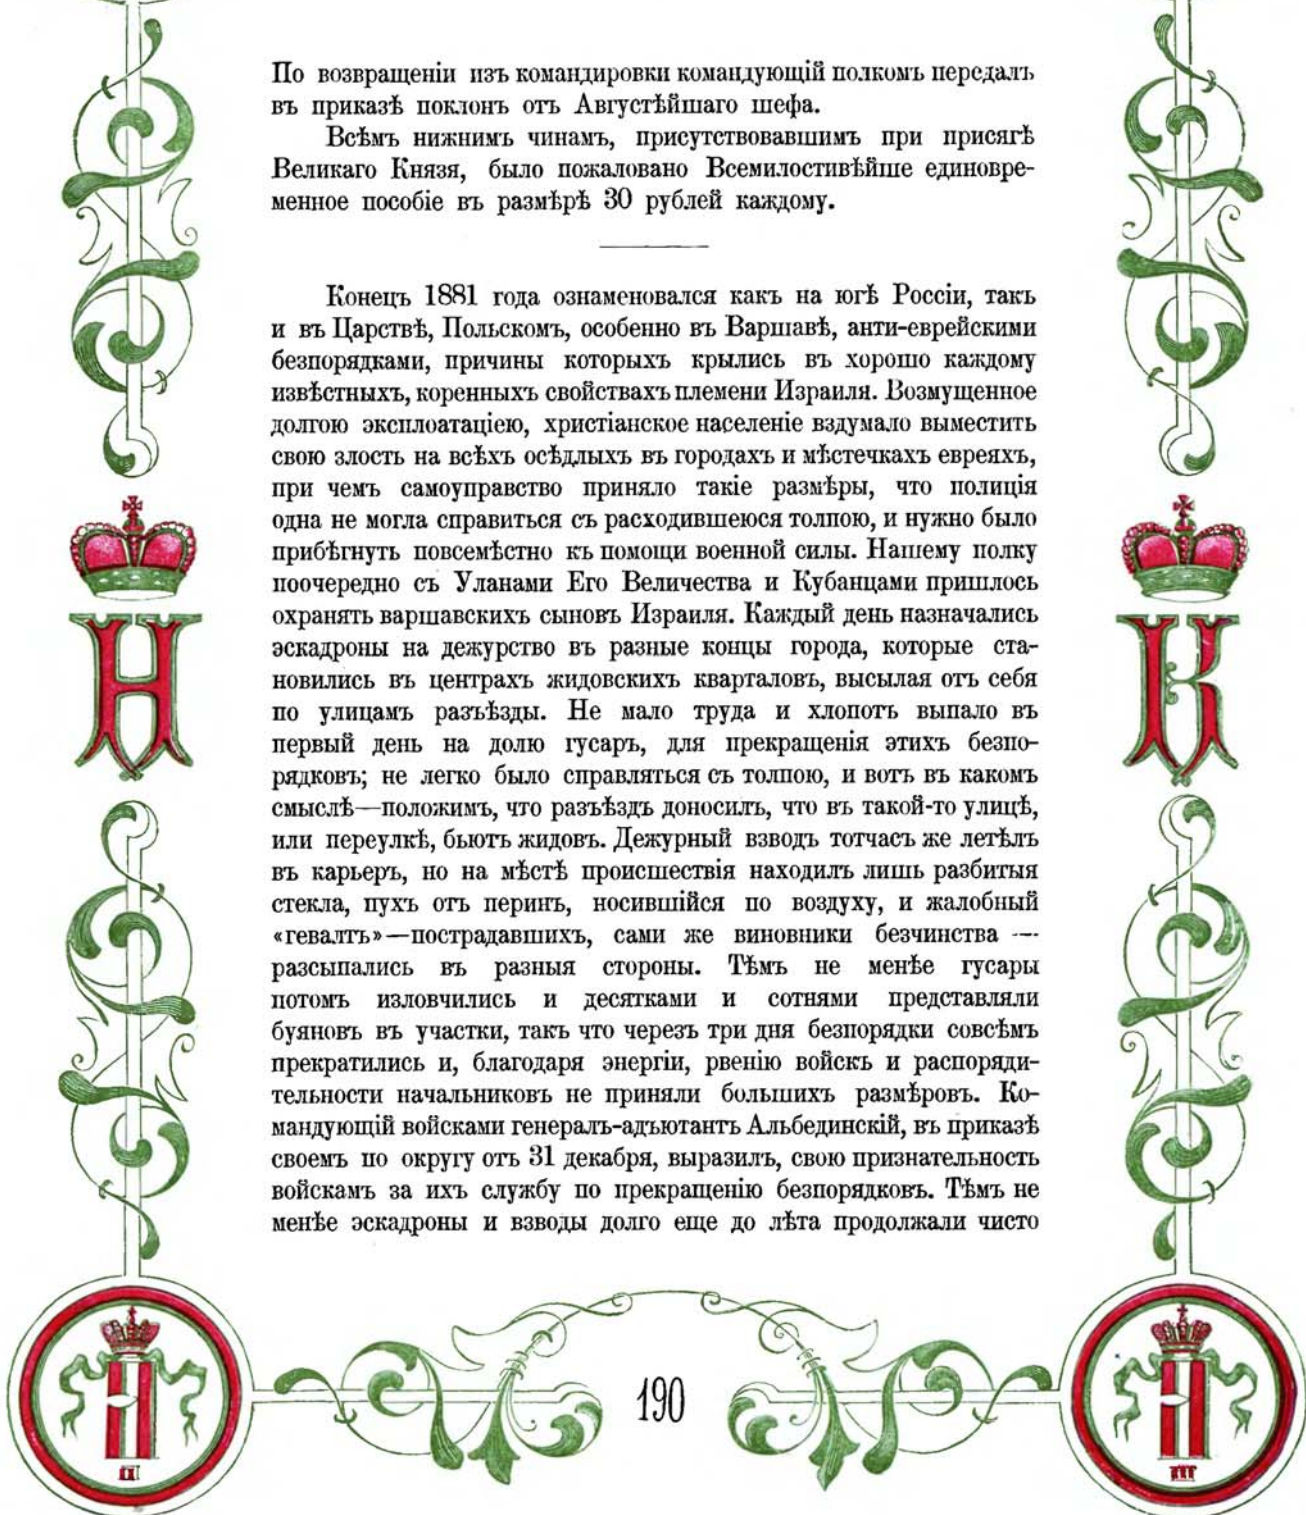 По возвращеніи изъ командировки командующій полкомъ передалъ
въ приказѣ поклонъ отъ Августѣйшаго шефа.
Всѣмъ нижнимъ чинамъ, присутствовавшимъ при присягѣ
Великаго Князя, было пожаловано Всемилостивѣйше единовре-
менное пособіе въ размѣрѣ 30 рублей каждому.
Конецъ 1881 года ознаменовался какъ на югѣ Россіи, такъ
и въ Царствѣ, Польскомъ, особенно въ Варшавѣ, анти-еврейскими
безпорядками, причины которыхъ крылись въ хорошо каждому
извѣстныхъ, коренныхъ свойствахъ племени Израиля. Возмущенное
долгою эксплоатаціею, христіанское населеніе вздумало выместить
свою злость на всѣхъ осѣдлыхъ въ городахъ и мѣстечкахъ евреяхъ,
при чемъ самоуправство приняло такіе размѣры, что полиція
одна не могла справиться съ расходившеюся толпою, и нужно было
прибѣгнуть повсемѣстно къ помощи военной силы. Нашему полку
поочередно съ Уланами Его Величества и Кубанцами пришлось
охранять варшавскихъ сыновъ Израиля. Каждый день назначались
эскадроны на дежурство въ разные концы города, которые ста-
новились въ центрахъ жидовскихъ кварталовъ, высылая отъ себя
по улицамъ разъѣзды. Не мало труда и хлопотъ выпало въ
первый день на долю гусаръ, для прекращенія этихъ безпо-
рядковъ; не легко было справляться съ толпою, и вотъ въ какомъ
смыслѣ—положимъ, что разъѣздъ доносилъ, что въ такой-то улицѣ,
или переулкѣ, бьютъ жидовъ. Дежурный взводъ тотчасъ же летѣлъ
въ карьеръ, но на мѣстѣ происшествія находилъ лишь разбитыя
стекла, пухъ отъ перинъ, носившійся по воздуху, и жалобный
«гевалтъ»—пострадавшихъ, сами же виновники безчинства —
разсыпались въ разныя стороны. Тѣмъ не менѣе гусары
потомъ изловчились и десятками и сотнями представляли
буяновъ въ участки, такъ что черезъ три дня безпорядки совсѣмъ
прекратились и, благодаря энергіи, рвенію войскъ и распоряди-
тельности начальниковъ не приняли большихъ размѣровъ. Ко-
мандующій войсками генералъ-адъютантъ Альбединскій, въ приказѣ
своемъ по округу отъ 31 декабря, выразилъ, свою признательность
войскамъ за ихъ службу по прекращенію безпорядковъ. Тѣмъ не
менѣе эскадроны и взводы долго еще до лѣта продолжали чисто
Н
К
III
III
190